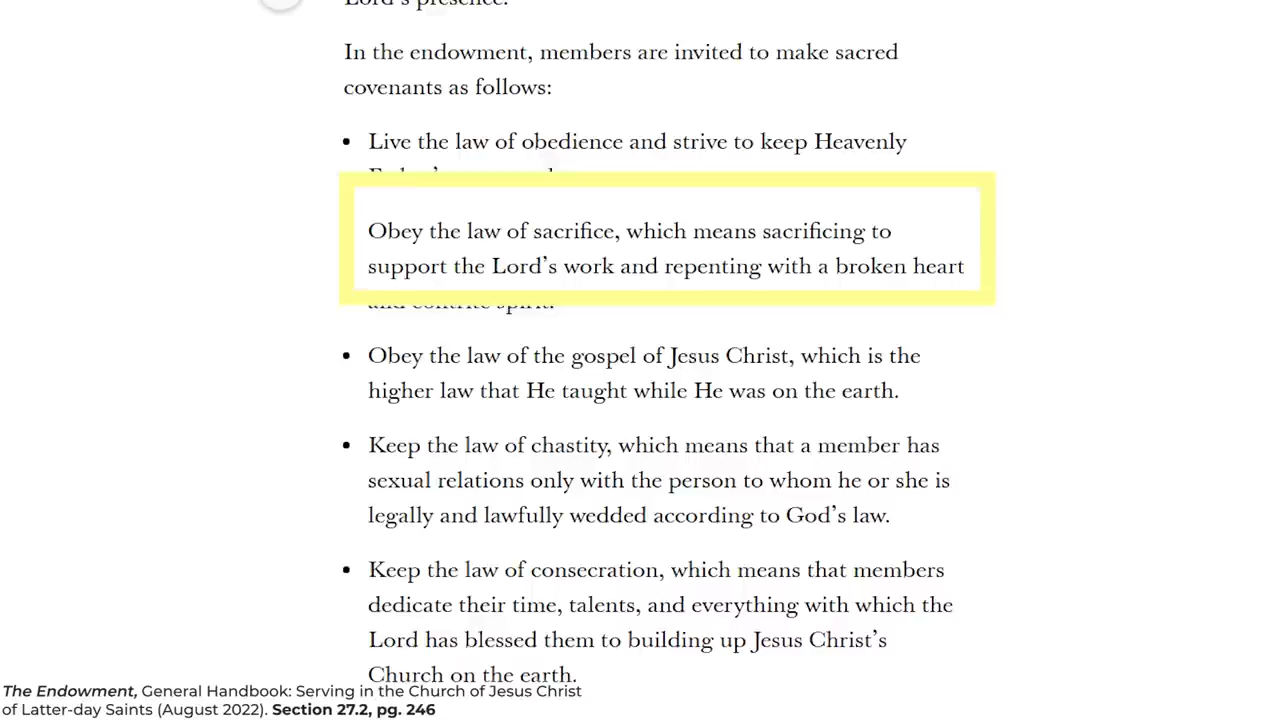 Lord's presence.
In the endowment, members are invited to make sacred
covenants as follows:
• Live the law of obedience and strive to keep Heavenly
Obey the law of sacrifice, which means sacrificing to
support the Lord's work and repenting with a broken heart
and contrite spirit.
• Obey the law of the gospel of Jesus Christ, which is the
higher law that He taught while He was on the earth.
• Keep the law of chastity, which means that a member has
sexual relations only with the person to whom he or she is
legally and lawfully wedded according to God's law.
• Keep the law of consecration, which means that members
dedicate their time, talents, and everything with which the
Lord has blessed them to building up Jesus Christ's
Church on the earth.
The Endowment, General Handbook: Serving in the Church of Jesus Christ
of Latter-day Saints (August 2022). Section 27.2, pg. 246